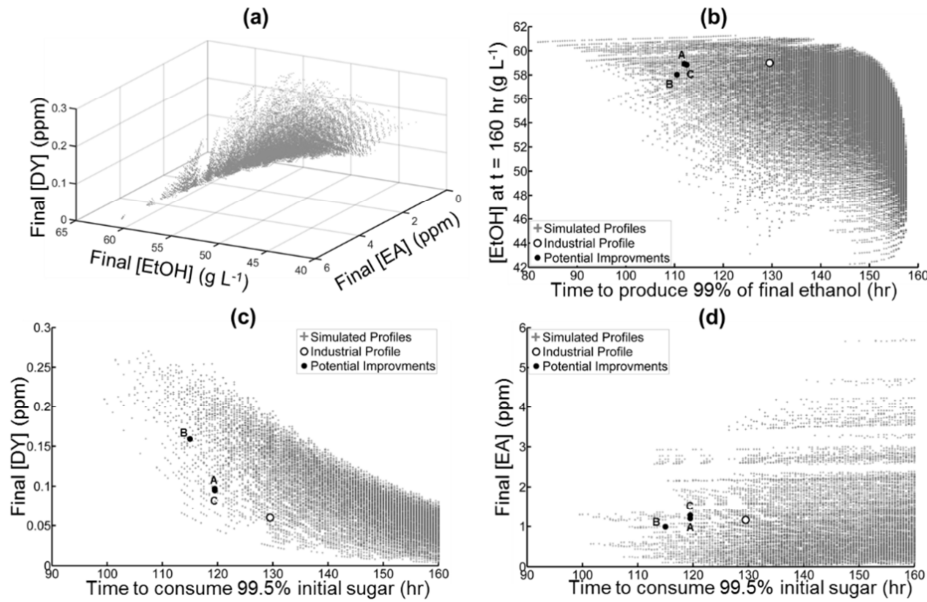 (a)
Final [DY] (ppm)
0.3
0.2
0.1
0
65
60
55
50
45
40
Final [EtOH] (g L-1)
0
2
4
6
Final [EA] (ppm)
(b)
[EtOH] at t = 160 hr (g L-1)
62
60
58
56
54
52
50
48
46
44
42
A
B
C
+ Simulated Profiles
○ Industrial Profile
● Potential Improvments
80 90 100 110 120 130 140 150 160
Time to produce 99% of final ethanol (hr)
(c)
Final [DY] (ppm)
0.3
0.25
0.2
0.15
0.1
0.05
0
+ Simulated Profiles
○ Industrial Profile
● Potential Improvments
B
A
C
90 100 110 120 130 140 150 160
Time to consume 99.5% initial sugar (hr)
(d)
Final [EA] (ppm)
6
5
4
3
2
1
0
+ Simulated Profiles
○ Industrial Profile
● Potential Improvments
C
B
A
90 100 110 120 130 140 150 160
Time to consume 99.5% initial sugar (hr)